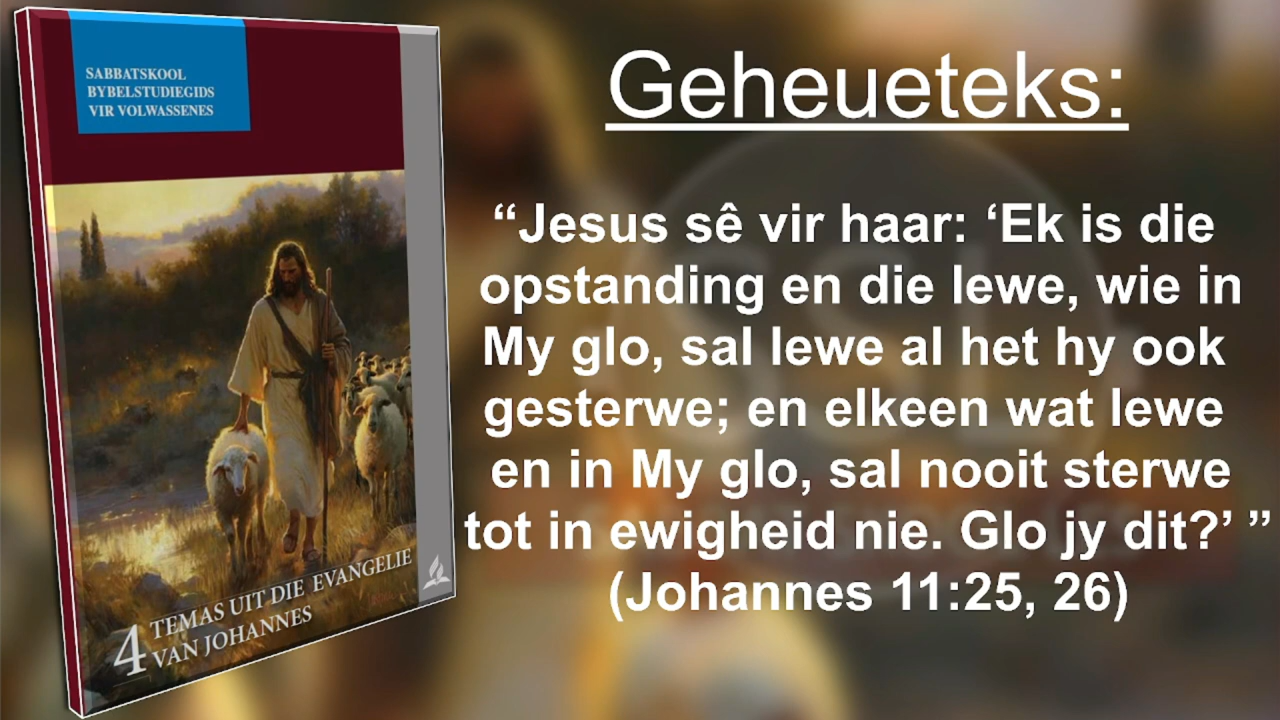 SABBATSKOOL
BYBELSTUDIEGIDS
VIR VOLWASSENES
4 TEMAS UIT DIE EVANGELIE
VAN JOHANNES
Geheueteks:
“Jesus sê vir haar: ‘Ek is die
opstanding en die lewe, wie in
My glo, sal lewe al het hy ook
gesterwe; en elkeen wat lewe
en in My glo, sal nooit sterwe
tot in ewigheid nie. Glo jy dit?’ ”
(Johannes 11:25, 26)